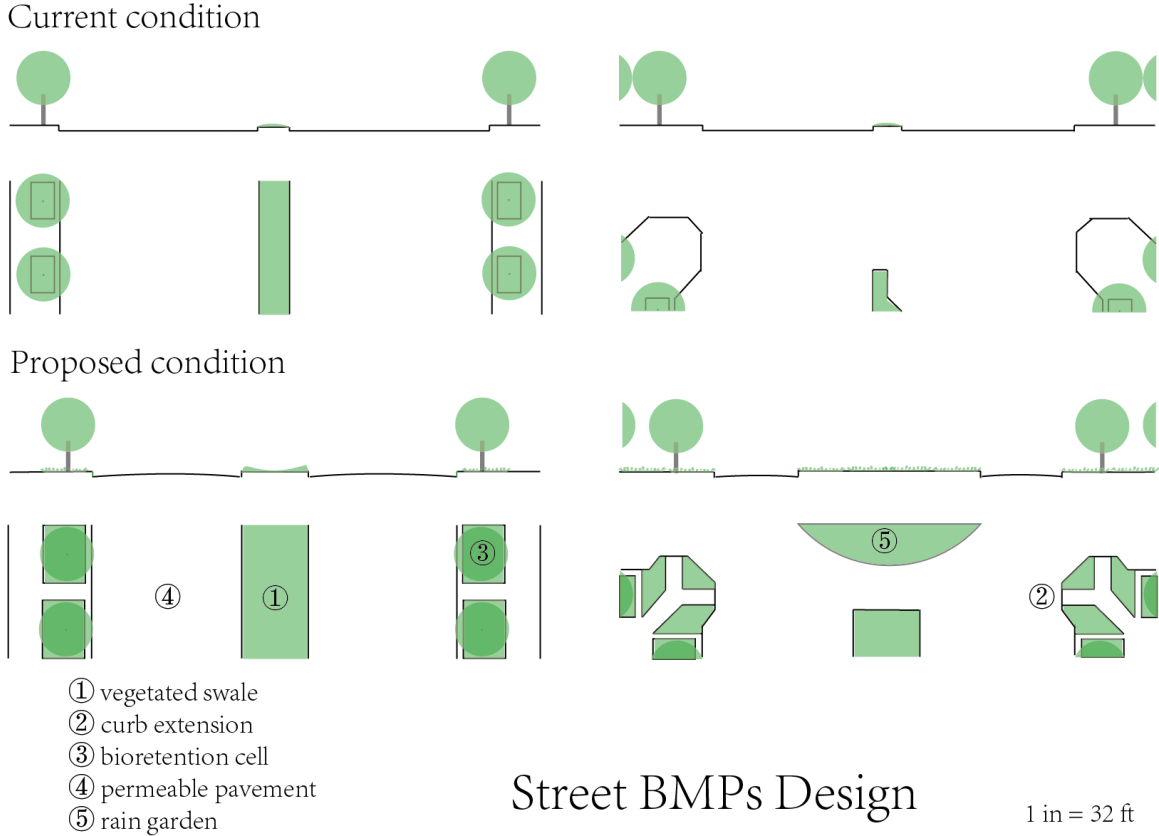 Current condition
Proposed condition
③
⑤
④
①
②
① vegetated swale
② curb extension
③ bioretention cell
④ permeable pavement
⑤ rain garden
Street BMPs Design
1 in = 32 ft